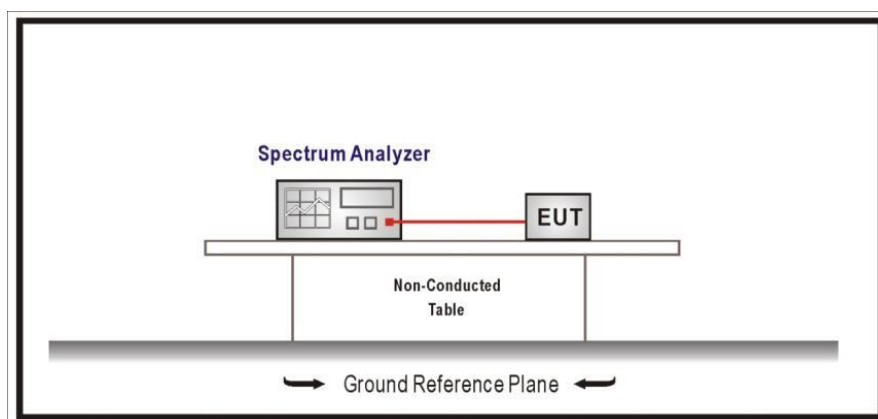 Spectrum Analyzer
EUT
Non-Conducted
Table
Ground Reference Plane